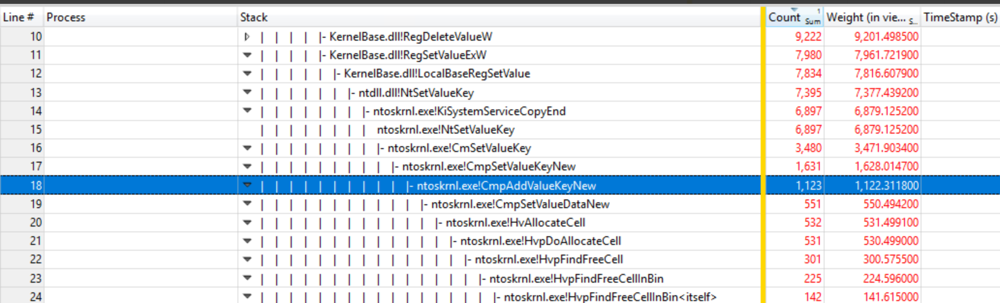 Line # Process Stack Count 1 Sum Weight (in vie... S... TimeStamp (s)
10 |- KernelBase.dll!RegDeleteValueW 9,222 9,201.498500
11 |- KernelBase.dll!RegSetValueExW 7,980 7,961.721900
12 |- KernelBase.dll!LocalBaseRegSetValue 7,834 7,816.607900
13 |- ntdll.dll!NtSetValueKey 7,395 7,377.439200
14 |- ntoskrnl.exe!KiSystemServiceCopyEnd 6,897 6,879.125200
15 ntoskrnl.exe!NtSetValueKey 6,897 6,879.125200
16 |- ntoskrnl.exe!CmSetValueKey 3,480 3,471.903400
17 |- ntoskrnl.exe!CmpSetValueKeyNew 1,631 1,628.014700
18 |- ntoskrnl.exe!CmpAddValueKeyNew 1,123 1,122.311800
19 |- ntoskrnl.exe!CmpSetValueDataNew 551 550.494200
20 |- ntoskrnl.exe!HvAllocateCell 532 531.499100
21 |- ntoskrnl.exe!HvpDoAllocateCell 531 530.499000
22 |- ntoskrnl.exe!HvpFindFreeCell 301 300.575500
23 |- ntoskrnl.exe!HvpFindFreeCellInBin 225 224.596000
24 |- ntoskrnl.exe!HvpFindFreeCellInBin<itself> 142 141.615000